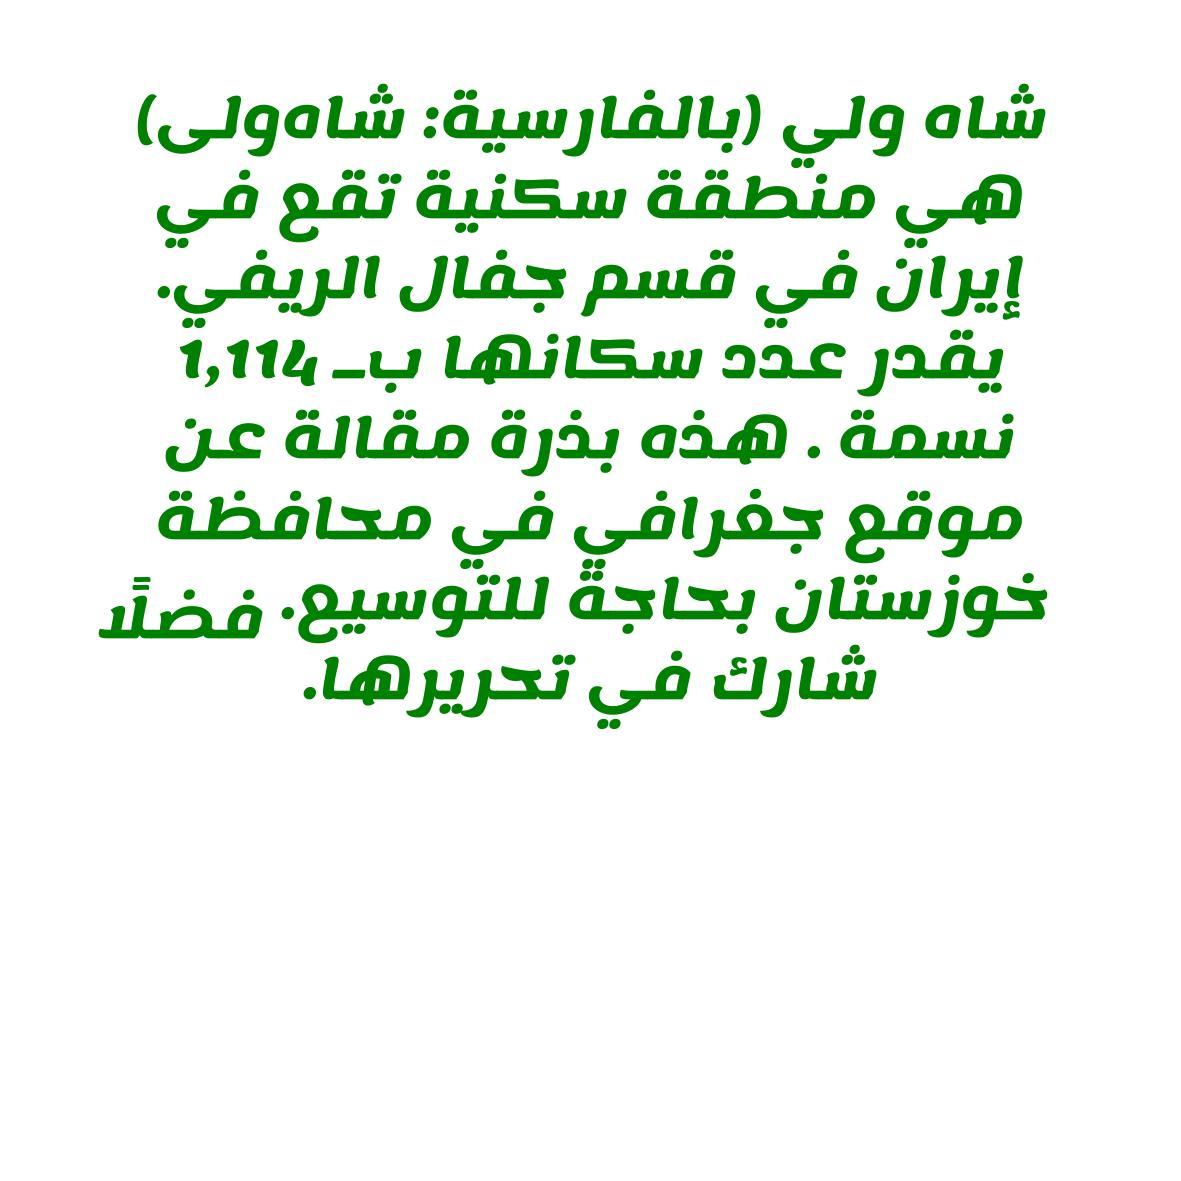 شاه ولي (بالفارسية: شاه‌ولی)
هي منطقة سكنية تقع في
إيران في قسم جفال الريفي.
يقدر عدد سكانها بـ 1,114
نسمة . هذه بذرة مقالة عن
موقع جغرافي في محافظة
خوزستان بحاجة للتوسيع. فضلًا
شارك في تحريرها.